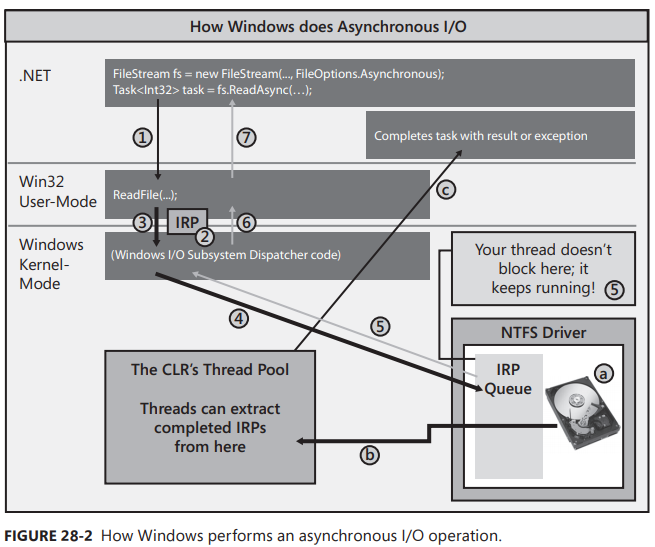 How Windows does Asynchronous I/O
.NET
FileStream fs = new FileStream(..., FileOptions.Asynchronous);
Task<Int32> task = fs.ReadAsync(…);
1
7
Completes task with result or exception
c
Win32
User-Mode
ReadFile(...);
3
IRP
2
6
Windows
Kernel-
Mode
(Windows I/O Subsystem Dispatcher code)
Your thread doesn't
block here; it
keeps running!
5
4
5
NTFS Driver
IRP
Queue
a
The CLR's Thread Pool
Threads can extract
completed IRPs
from here
b
FIGURE 28-2 How Windows performs an asynchronous I/O operation.